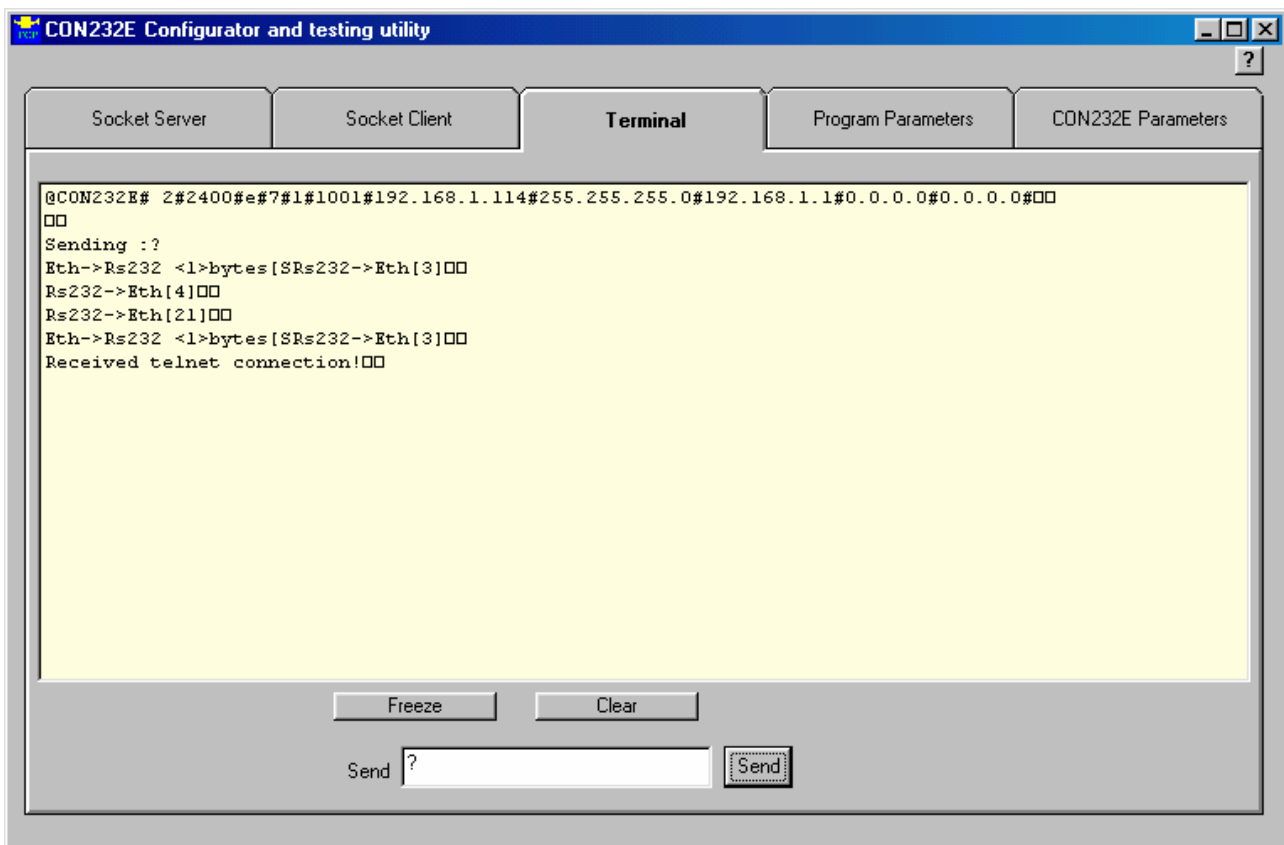 CON232E Configurator and testing utility
?
Socket Server Socket Client Terminal Program Parameters CON232E Parameters
@CON232E# 2#2400#e#7#1#1001#192.168.1.114#255.255.255.0#192.168.1.1#0.0.0.0#0.0.0.0#□□
□□
Sending :?
Eth->Rs232 <1>bytes[SRs232->Eth[3]□□
Rs232->Eth[4]□□
Rs232->Eth[21]□□
Eth->Rs232 <1>bytes[SRs232->Eth[3]□□
Received telnet connection!□□
Freeze Clear
Send ? Send